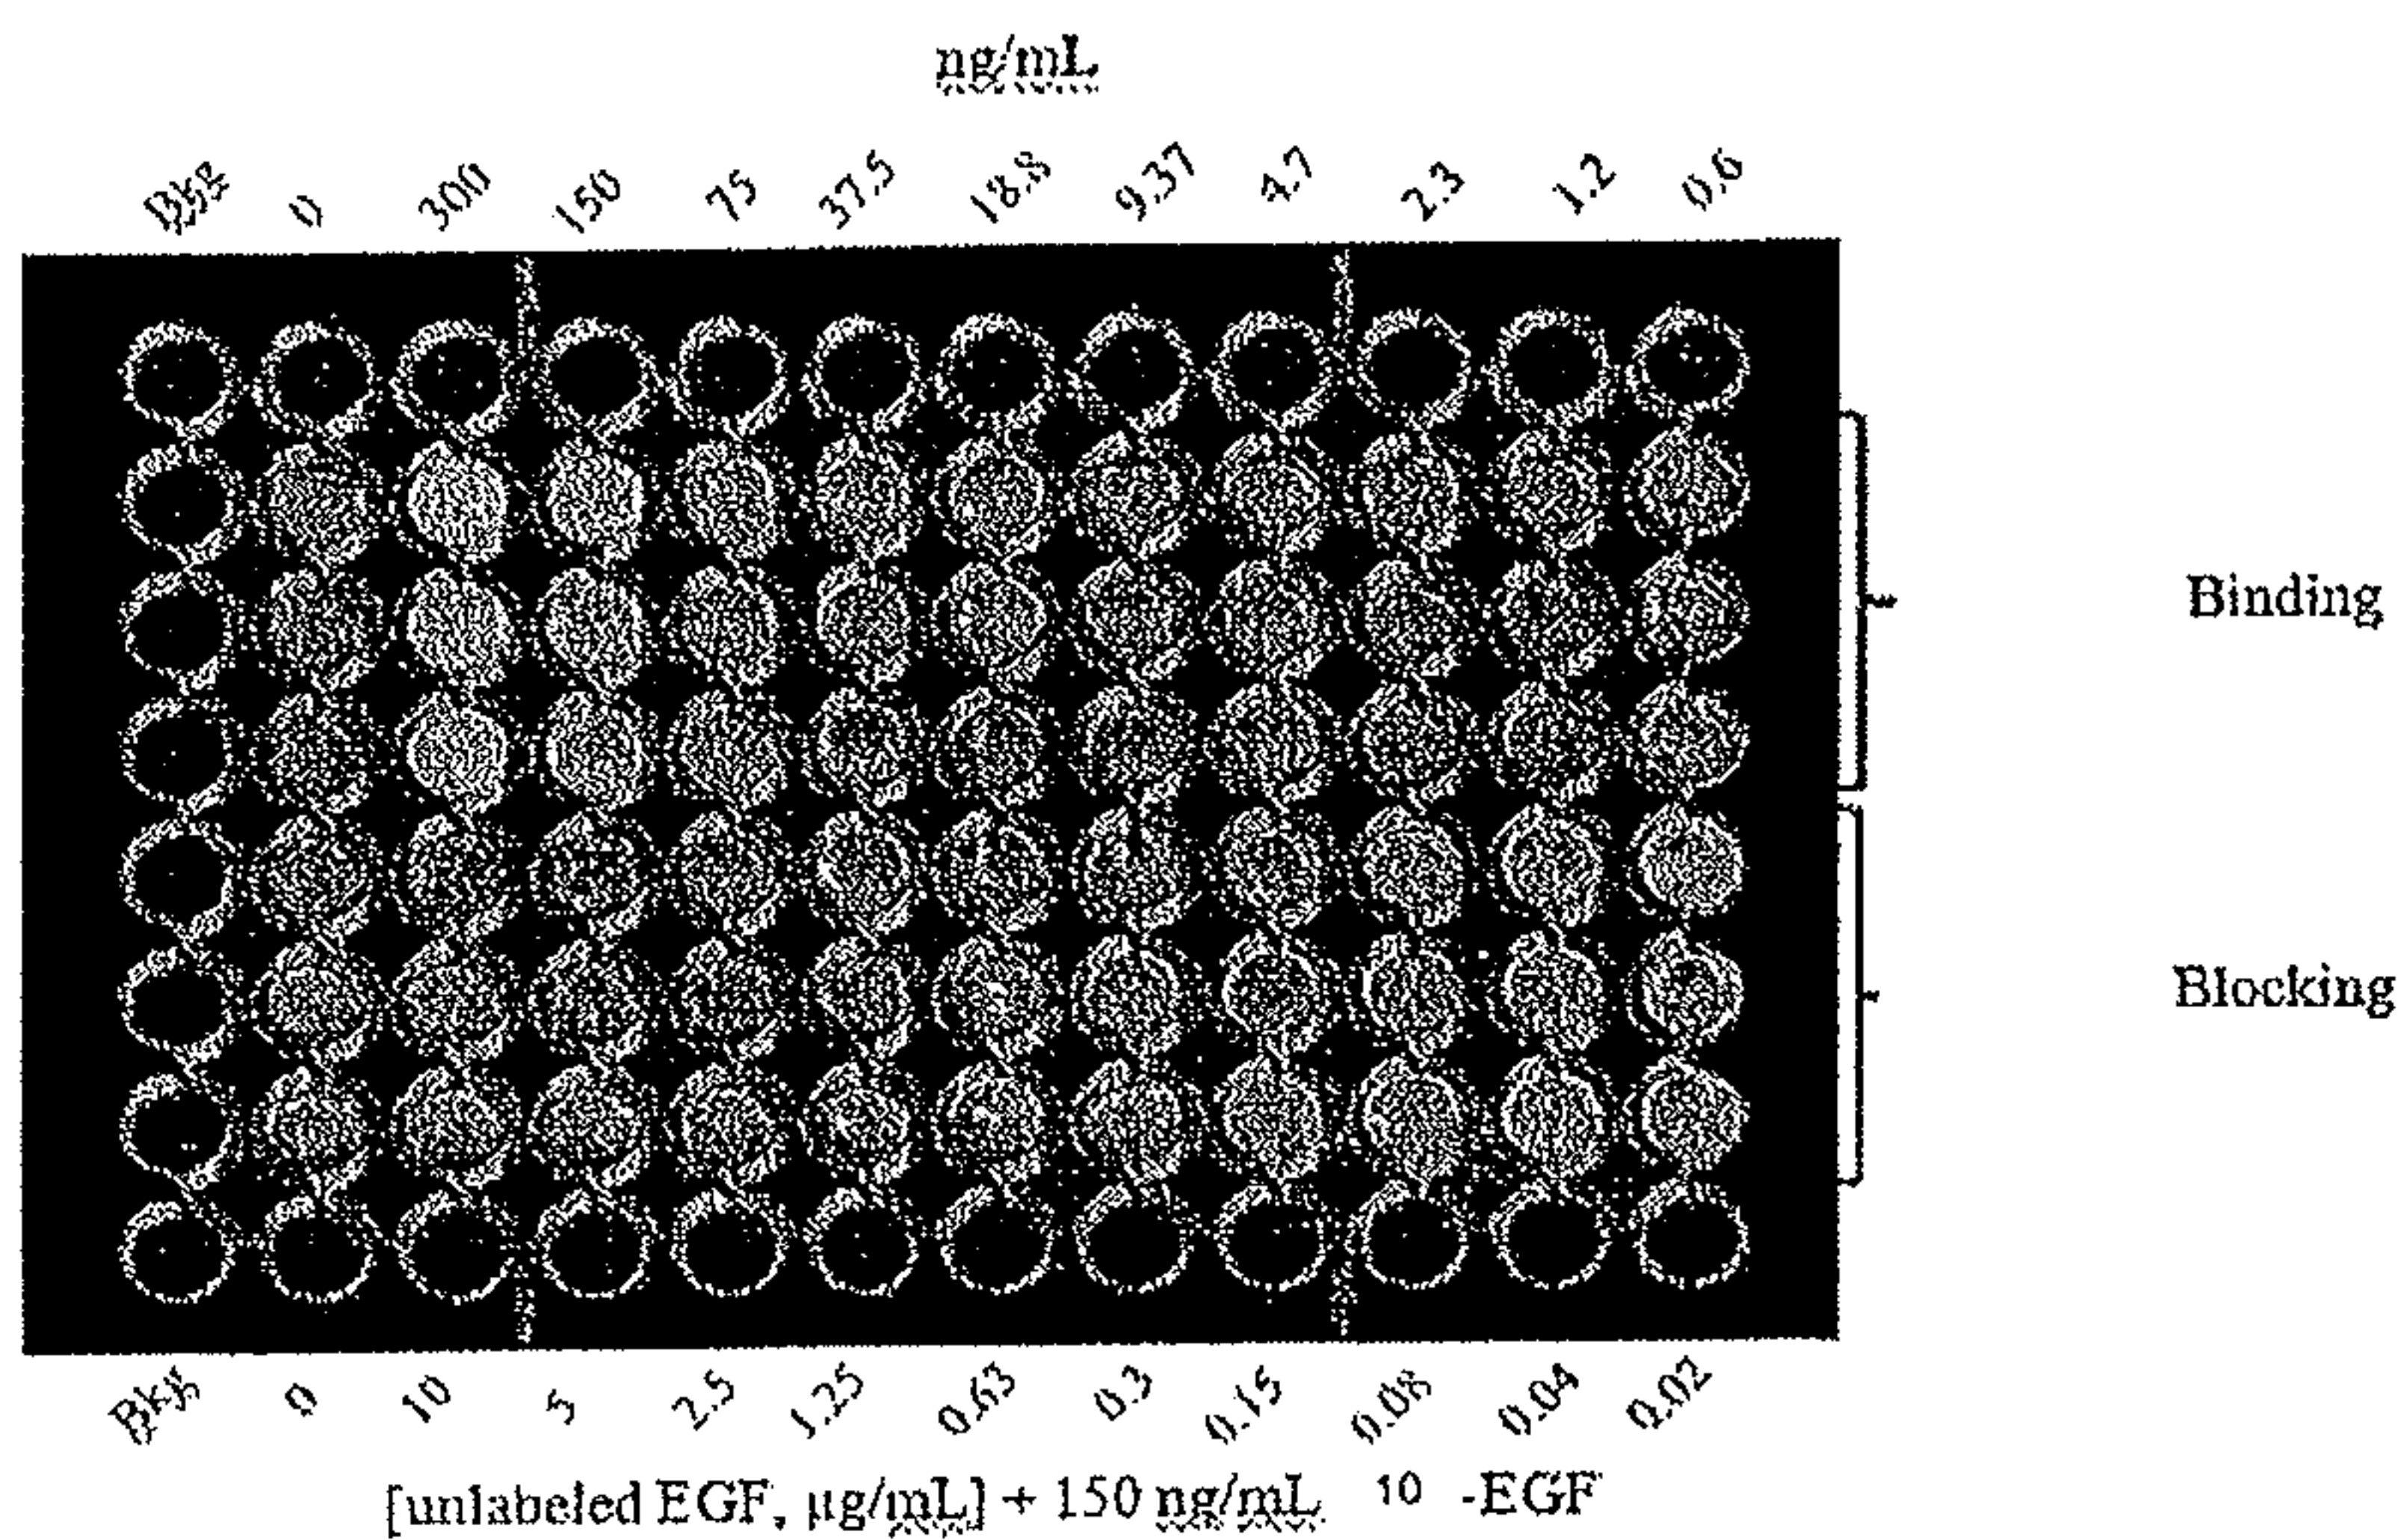 ng/mL
Bkg 0 300 150 75 37.5 18.8 9.37 4.7 2.3 1.2 0.6
Binding
Blocking
Bkg 0 10 5 2.5 1.25 0.63 0.3 0.15 0.08 0.04 0.02
[unlabeled EGF, µg/mL] + 150 ng/mL 10 -EGF